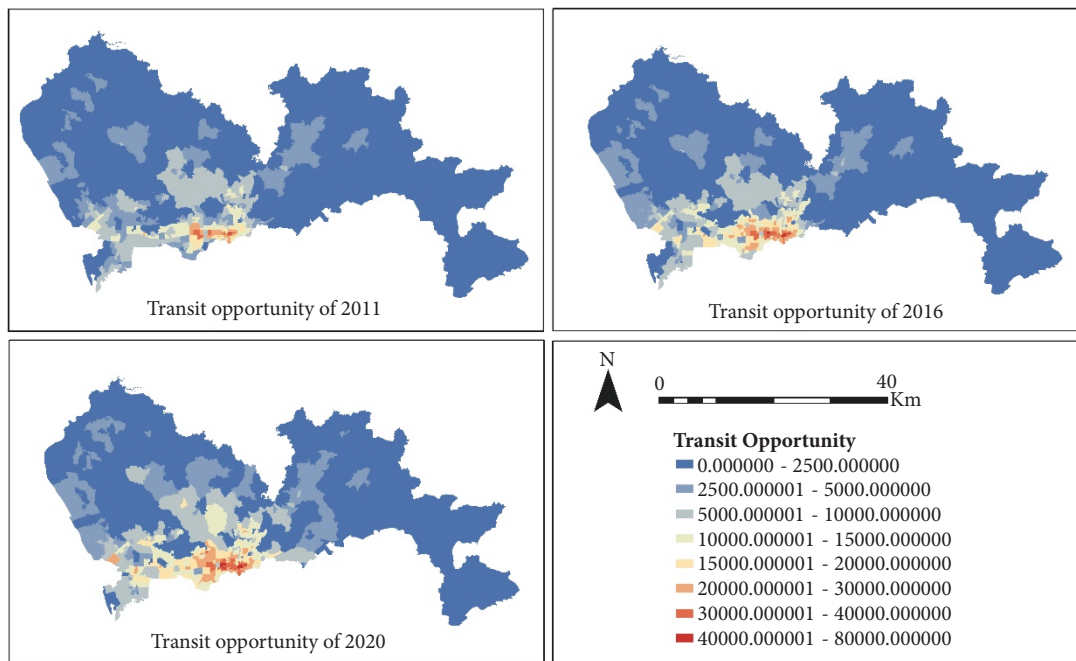 Transit opportunity of 2011
Transit opportunity of 2016
Transit opportunity of 2020
N
0 40
Km
Transit Opportunity
0.000000 - 2500.000000
2500.000001 - 5000.000000
5000.000001 - 10000.000000
10000.000001 - 15000.000000
15000.000001 - 20000.000000
20000.000001 - 30000.000000
30000.000001 - 40000.000000
40000.000001 - 80000.000000